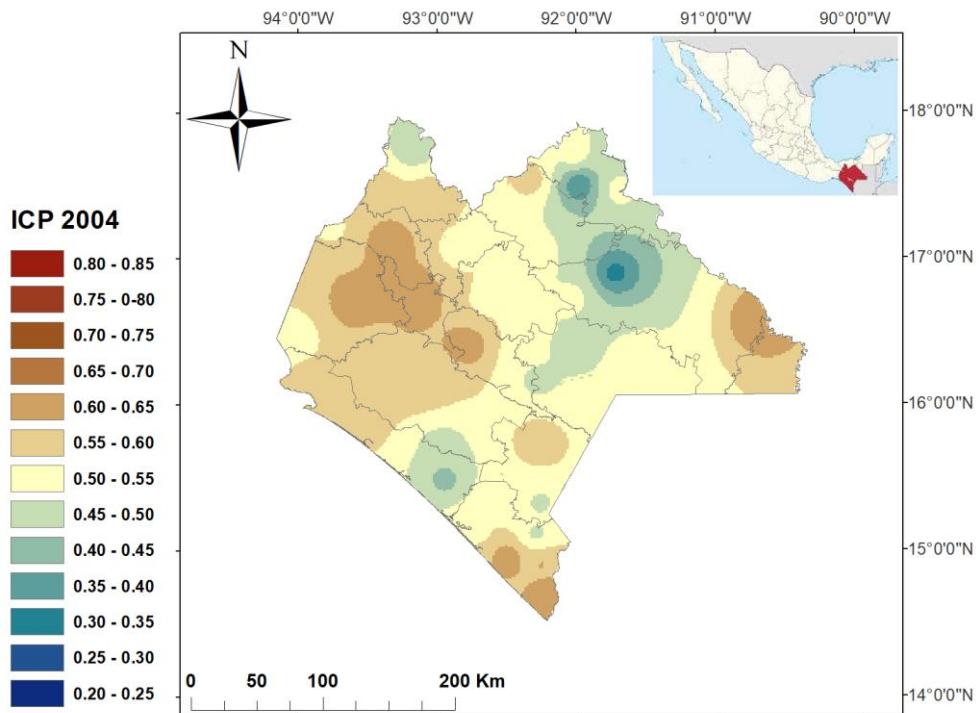 94°0'0"W 93°0'0"W 92°0'0"W 91°0'0"W 90°0'0"W
N
18°0'0"N
17°0'0"N
16°0'0"N
15°0'0"N
14°0'0"N
ICP 2004
0.80 - 0.85
0.75 - 0-80
0.70 - 0.75
0.65 - 0.70
0.60 - 0.65
0.55 - 0.60
0.50 - 0.55
0.45 - 0.50
0.40 - 0.45
0.35 - 0.40
0.30 - 0.35
0.25 - 0.30
0.20 - 0.25
0 50 100 200 Km